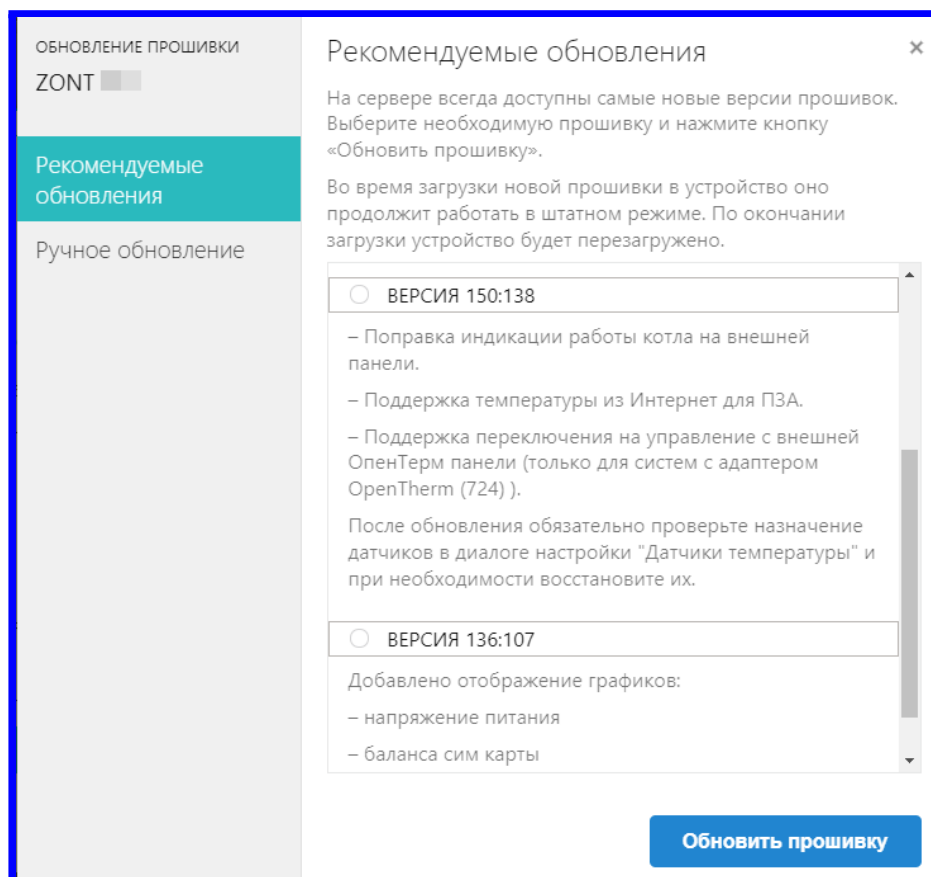 ОБНОВЛЕНИЕ ПРОШИВКИ
ZONT
Рекомендуемые
обновления
Ручное обновление
Рекомендуемые обновления
×
На сервере всегда доступны самые новые версии прошивок.
Выберите необходимую прошивку и нажмите кнопку
«Обновить прошивку».
Во время загрузки новой прошивки в устройство оно
продолжит работать в штатном режиме. По окончании
загрузки устройство будет перезагружено.
ВЕРСИЯ 150:138
– Поправка индикации работы котла на внешней
панели.
– Поддержка температуры из Интернет для ПЗА.
– Поддержка переключения на управление с внешней
ОпенТерм панели (только для систем с адаптером
OpenTherm (724) ).
После обновления обязательно проверьте назначение
датчиков в диалоге настройки "Датчики температуры" и
при необходимости восстановите их.
ВЕРСИЯ 136:107
Добавлено отображение графиков:
– напряжение питания
– баланса сим карты
Обновить прошивку